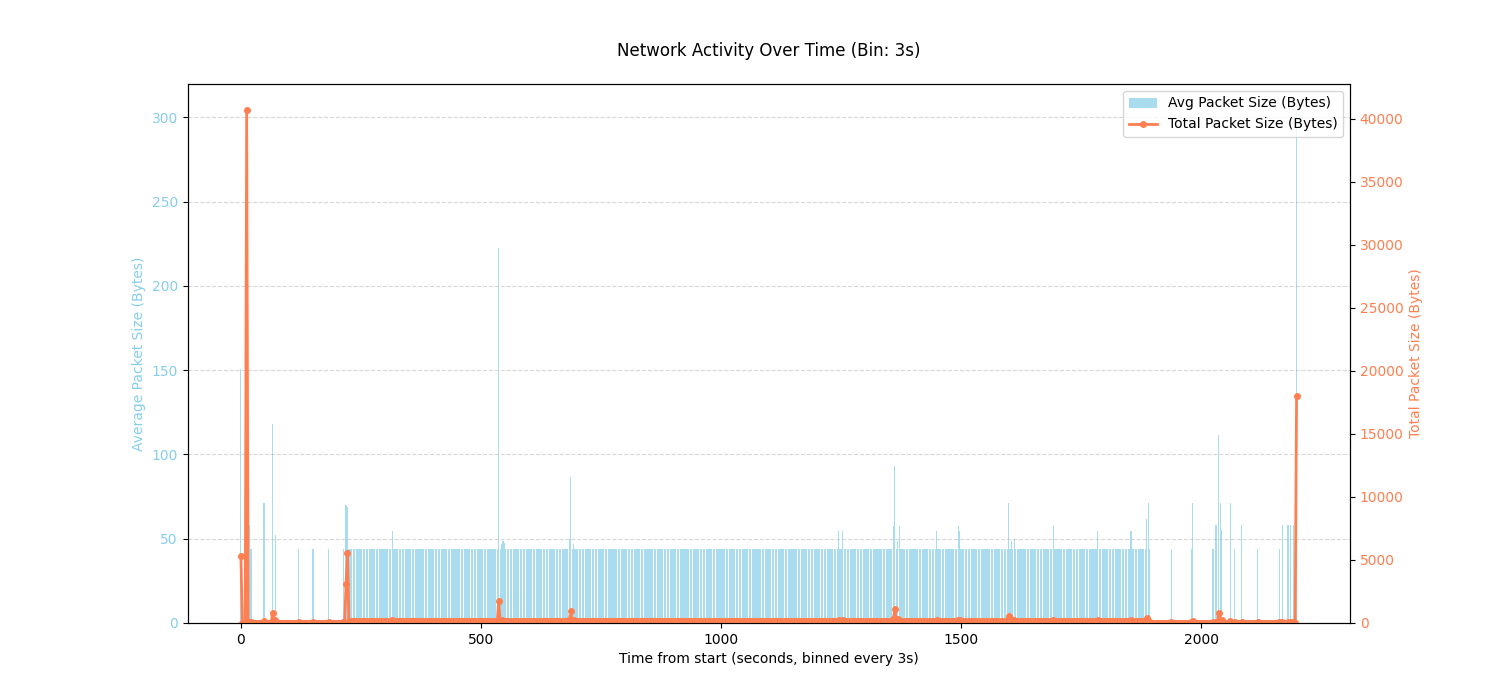 Network Activity Over Time (Bin: 3s)
Avg Packet Size (Bytes)
Total Packet Size (Bytes)
Average Packet Size (Bytes)
300
250
200
150
100
50
0
40000
35000
30000
25000
20000
15000
10000
5000
0
Total Packet Size (Bytes)
0 500 1000 1500 2000
Time from start (seconds, binned every 3s)